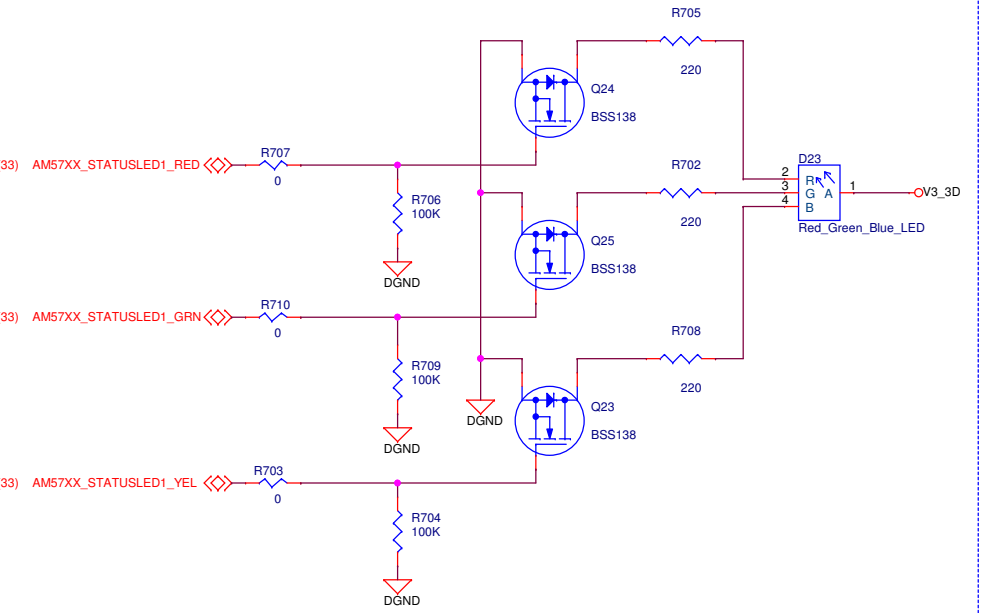 R705
220
Q24
BSS138
33) AM57XX_STATUSLED1_RED
R707
0
R706
100K
DGND
R702
220
D23
2
3
4
R
G A
B
1
V3_3D
Red_Green_Blue_LED
Q25
BSS138
33) AM57XX_STATUSLED1_GRN
R710
0
R709
100K
DGND
R708
220
DGND
Q23
BSS138
33) AM57XX_STATUSLED1_YEL
R703
0
R704
100K
DGND